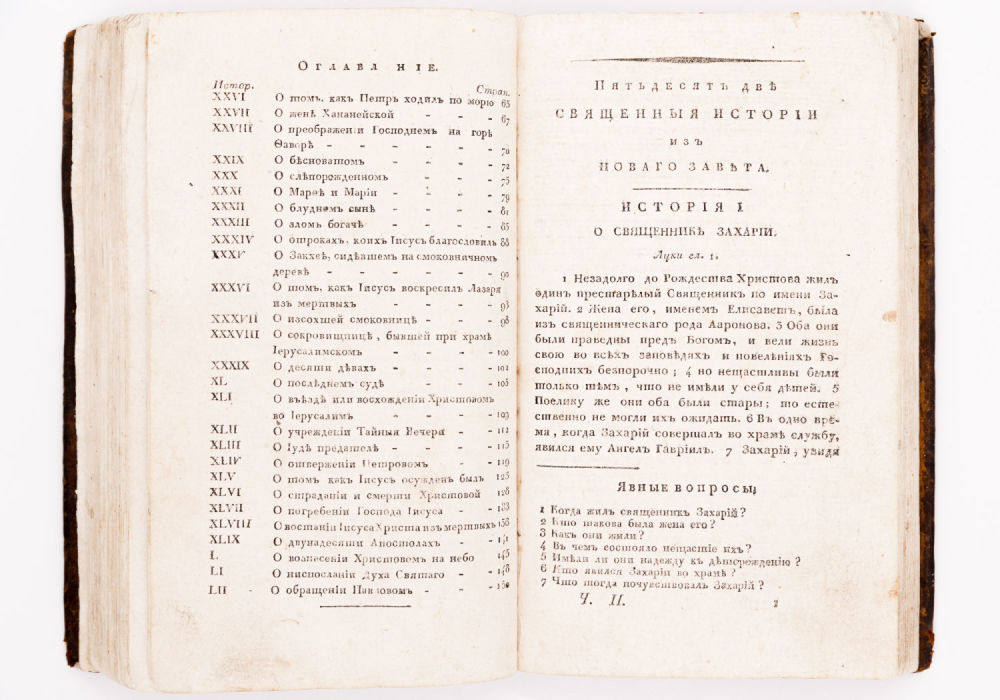 ОГЛАВЛ НІЕ.
Истор. Стран.
XXVI О томъ, какъ Петръ ходилъ по морю 65
XXVII О женѣ Хананейской - - - 67
XXVIII О преображеніи Господнемъ на горѣ
Ѳаворѣ - - - - - - 70
XXIX О бѣсноватомъ - - - - 72
XXX О слѣпорожденномъ - - - 75
XXXI О Марѳѣ и Маріи - - - - 79
XXXII О блудномъ сынѣ - - - - 81
XXXIII О зломъ богачѣ - - - - 85
XXXIV О отрокахъ, коихъ Іисусъ благословилъ 88
XXXV О Закхеѣ, сидѣвшемъ на смоковничномъ
деревѣ - - - - - - 90
XXXVI О томъ, какъ Іисусъ воскресилъ Лазаря
изъ мертвыхъ - - - - 93
XXXVII О изсохшей смоковницѣ - - - 98
XXXVIII О сокровищницѣ, бывшей при храмѣ
Іерусалимскомъ - - - - 100
XXXIX О десяти дѣвахъ - - - - 102
XL О послѣднемъ судѣ - - - 105
XLI О въѣздѣ или восхожденіи Христовомъ
во Іерусалимъ - - - - 109
XLII О учрежденіи Тайныя Вечери - - 112
XLIII О Іудѣ предателѣ - - - - 115
XLIV О отверженіи Петровомъ - - 119
XLV О томъ какъ Іисусъ осужденъ былъ 123
XLVI О страданіи и смерти Христовой 128
XLVII О погребеніи Господа Іисуса - - 133
XLVIII О востаніи Іисуса Христа изъ мертвыхъ 136
XLIX О двунадесяти Апостолахъ - - 141
L О вознесеніи Христовомъ на небо 145
LI О ниспосланіи Духа Святаго - - 148
LII О обращеніи Павловомъ - - - 150
ПЯТЬДЕСЯТЪ ДВѢ
СВЯЩЕННЫЯ ИСТОРІИ
ИЗЪ
НОВАГО ЗАВѢТА.
ИСТОРІЯ I
О СВЯЩЕННИКѢ ЗАХАРІИ.
Луки гл. 1.
1 Незадолго до Рождества Христова жилъ
одинъ престарѣлый Священникъ по имени За-
харій. 2 Жена его, именемъ Елисаветъ, была
изъ священническаго рода Ааронова. 3 Оба они
были праведны предъ Богомъ, и вели жизнь
свою во всѣхъ заповѣдяхъ и повелѣніяхъ Го-
сподnихъ безпорочно; 4 но нещастливы были
только тѣмъ, что не имѣли у себя дѣтей. 5
Поелику же они оба были стары; то есте-
ственно не могли ихъ ожидать. 6 Въ одно вре-
мя, когда Захарій совершалъ во храмѣ службу,
явился ему Ангелъ Гавріилъ. 7 Захарій, увидя
Явные вопросы:
1 Когда жилъ священникъ Захарій?
2 Кто такова была жена его?
3 Какъ они жили?
4 Въ чемъ состояло нещастіе ихъ?
5 Имѣли ли они надежду къ дѣторожденію?
6 Кто явился Захаріи во храмѣ?
7 Что тогда почувствовалъ Захарій?
Ч. II.